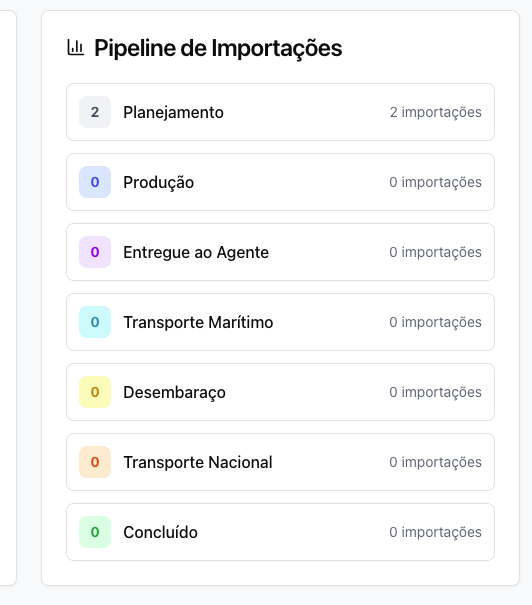 Pipeline de Importações
2 Planejamento 2 importações
0 Produção 0 importações
0 Entregue ao Agente 0 importações
0 Transporte Marítimo 0 importações
0 Desembaraço 0 importações
0 Transporte Nacional 0 importações
0 Concluído 0 importações